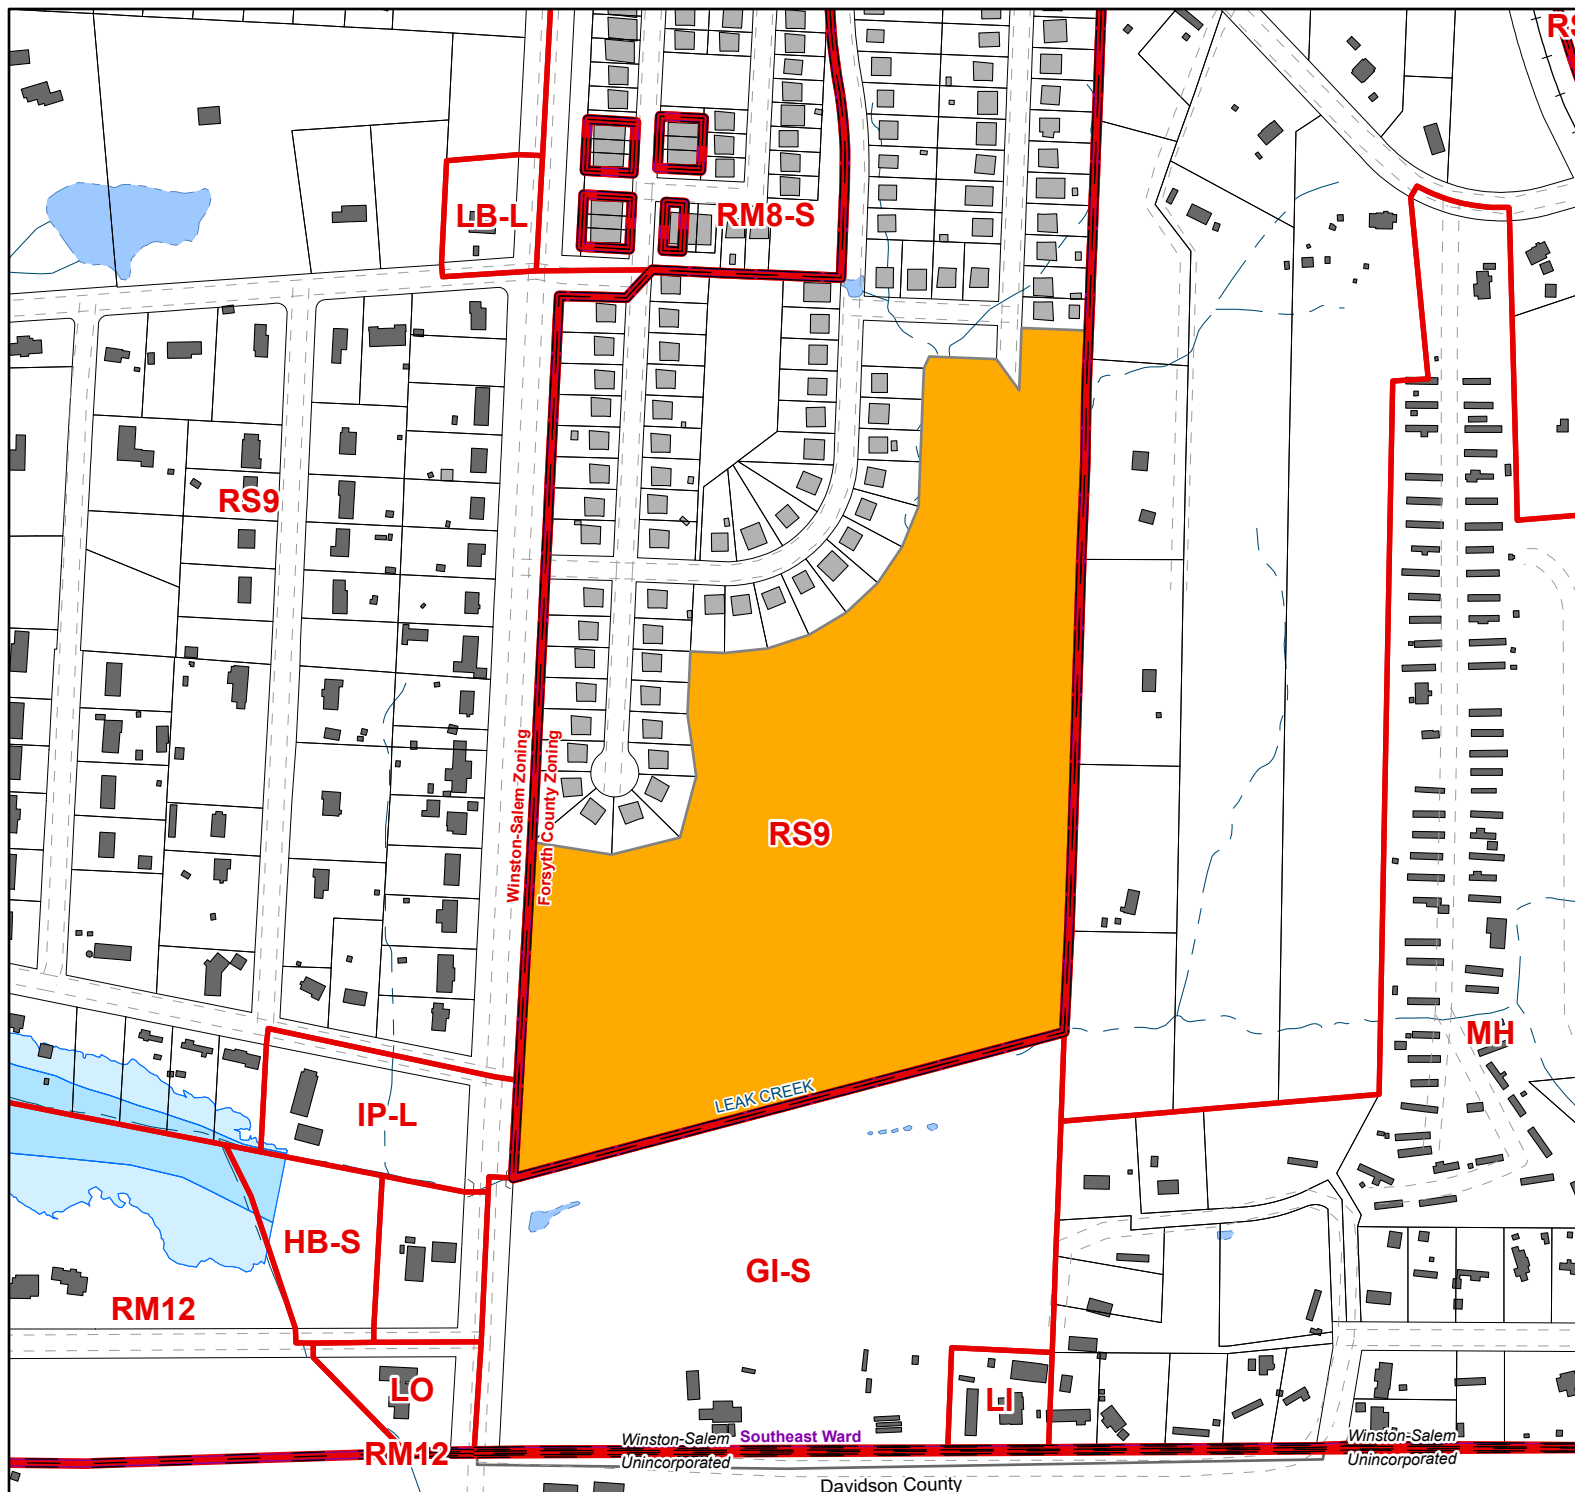 RS
LB-L
RM8-S
RS9
Winston-Salem Zoning
Forsyth County Zoning
RS9
MH
LEAK CREEK
IP-L
HB-S
GI-S
RM12
LO
LI
RM12
Winston-Salem
Unincorporated
Southeast Ward
Winston-Salem
Unincorporated
Davidson County